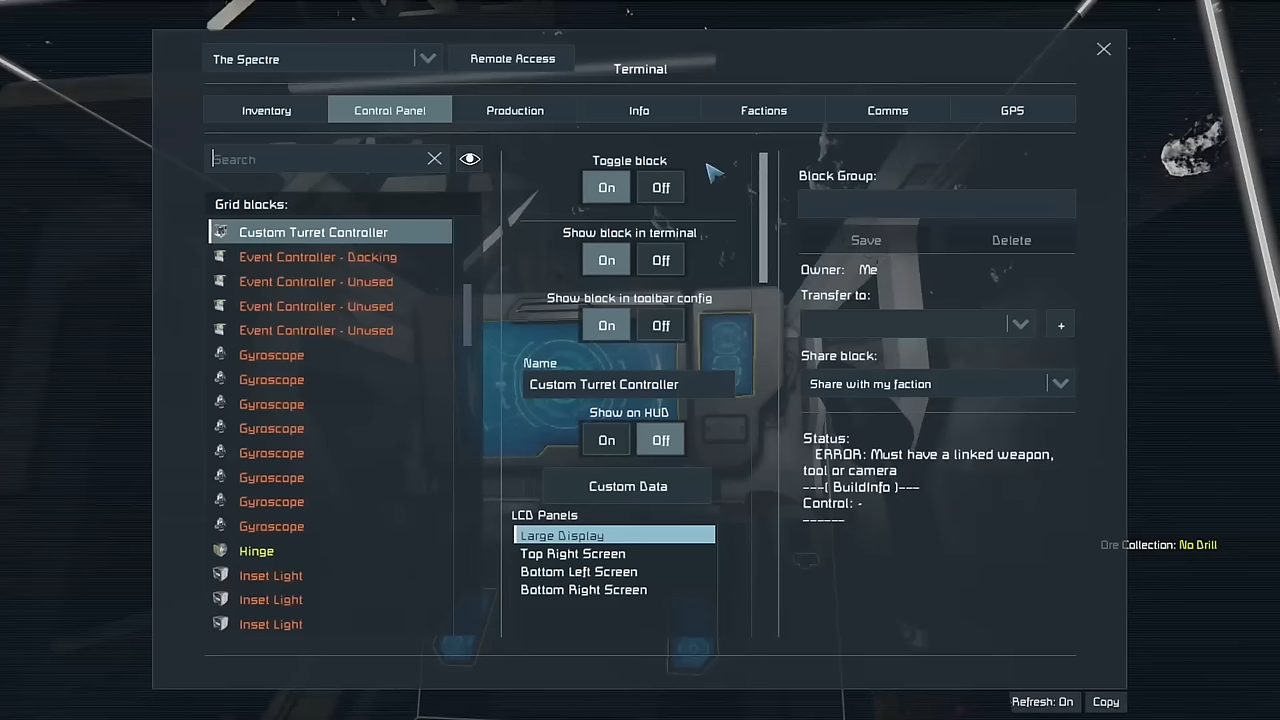 The Spectre
Remote Access
Terminal
Inventory
Control Panel
Production
Info
Factions
Comms
GPS
Search
Grid blocks:
Custom Turret Controller
Event Controller - Docking
Event Controller - Unused
Event Controller - Unused
Event Controller - Unused
Gyroscope
Gyroscope
Gyroscope
Gyroscope
Gyroscope
Gyroscope
Gyroscope
Gyroscope
Hinge
Inset Light
Inset Light
Inset Light
Toggle block
On Off
Show block in terminal
On Off
Show block in toolbar config
On Off
Name
Custom Turret Controller
Show on HUD
On Off
Custom Data
LCD Panels
Large Display
Top Right Screen
Bottom Left Screen
Bottom Right Screen
Block Group:
Save Delete
Owner: Me
Transfer to:
+
Share block:
Share with my faction
Status:
ERROR: Must have a linked weapon,
tool or camera
---( BuildInfo )---
Control: -
------
Ore Collection: No Drill
Refresh: On
Copy